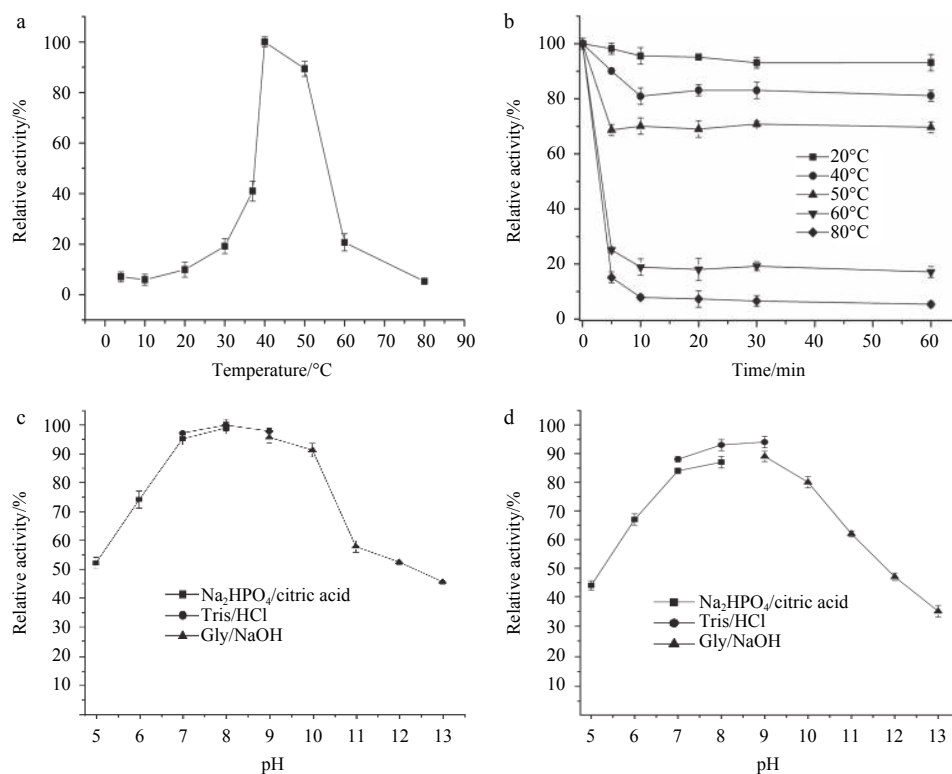 a
100
80
60
40
20
0
Relative activity/%
0 10 20 30 40 50 60 70 80 90
Temperature/°C
b
100
80
60
40
20
0
Relative activity/%
20°C
40°C
50°C
60°C
80°C
0 10 20 30 40 50 60
Time/min
c
100
90
80
70
60
50
40
30
20
10
Relative activity/%
Na₂HPO₄/citric acid
Tris/HCl
Gly/NaOH
5 6 7 8 9 10 11 12 13
pH
d
100
90
80
70
60
50
40
30
20
10
Relative activity/%
Na₂HPO₄/citric acid
Tris/HCl
Gly/NaOH
5 6 7 8 9 10 11 12 13
pH